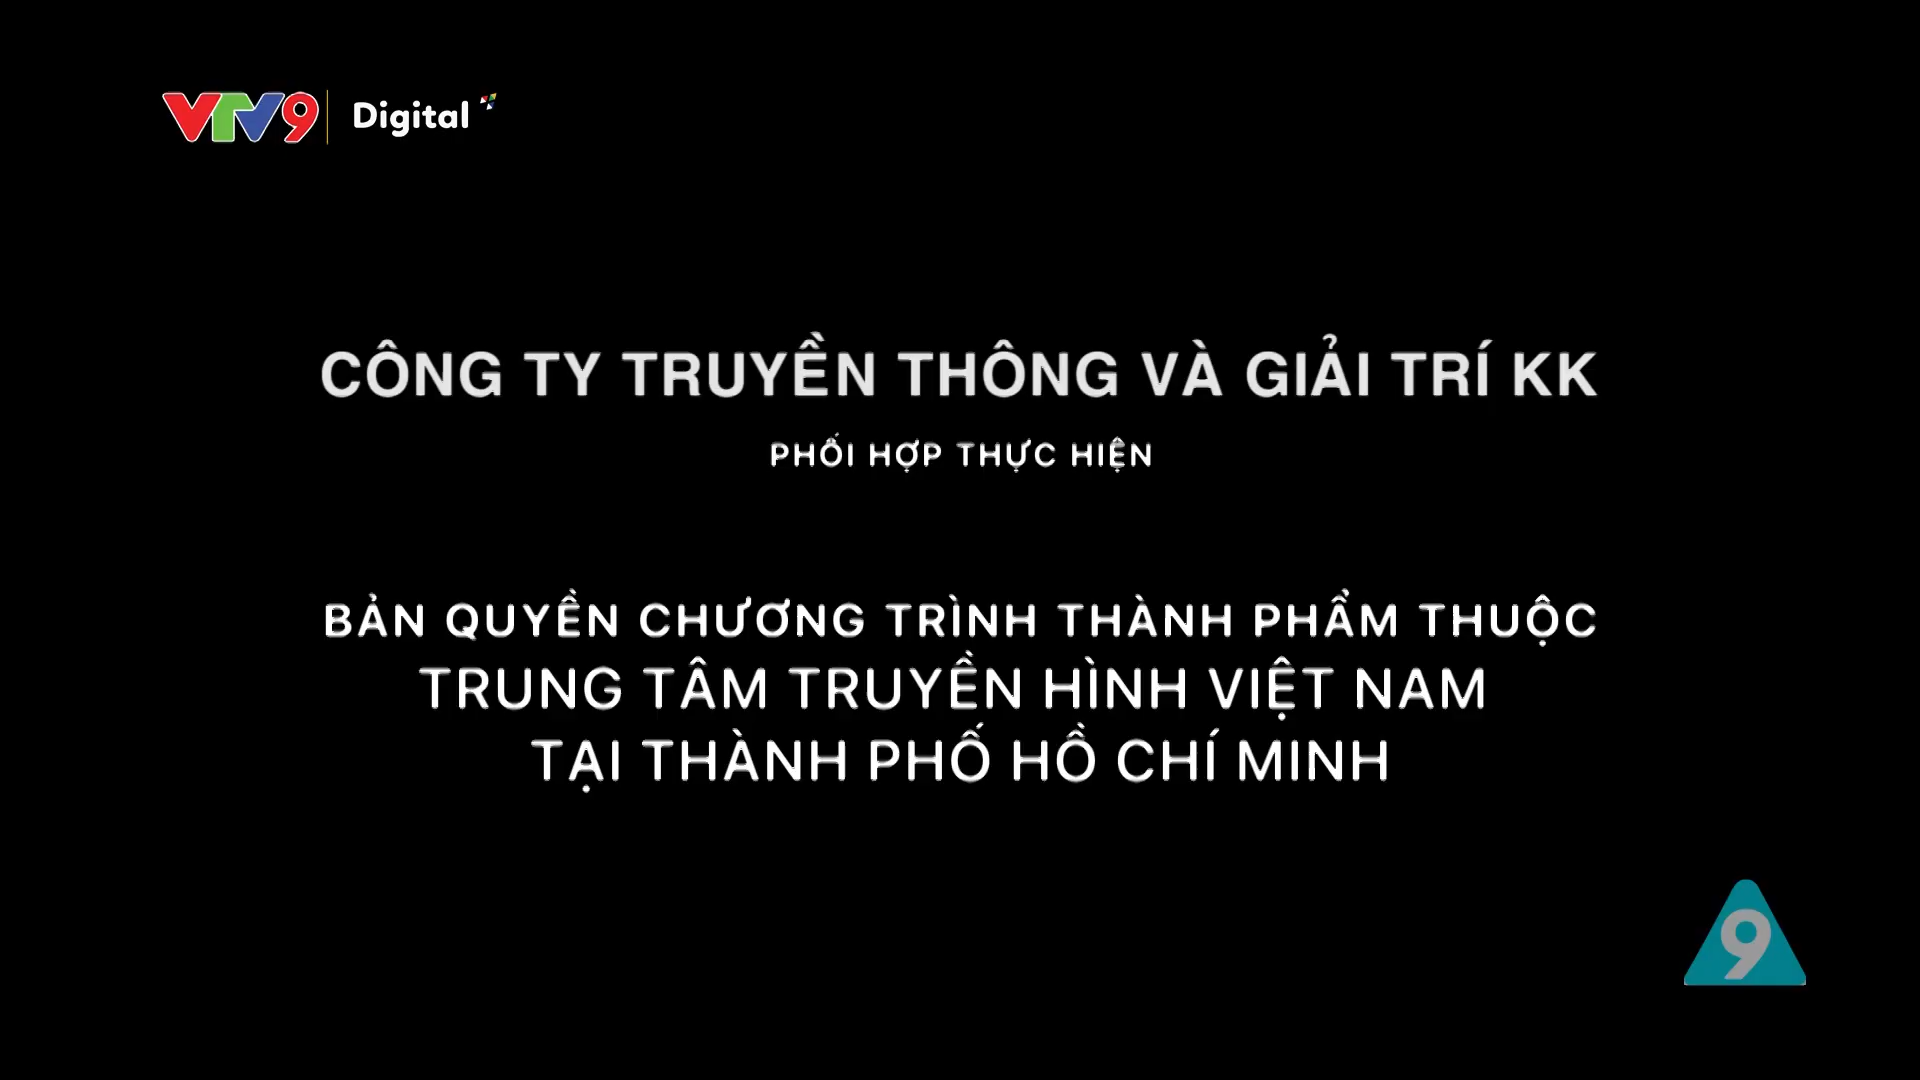 VTV9 Digital
CÔNG TY TRUYỀN THÔNG VÀ GIẢI TRÍ KK
PHỐI HỢP THỰC HIỆN
BẢN QUYỀN CHƯƠNG TRÌNH THÀNH PHẨM THUỘC
TRUNG TÂM TRUYỀN HÌNH VIỆT NAM
TẠI THÀNH PHỐ HỒ CHÍ MINH
9